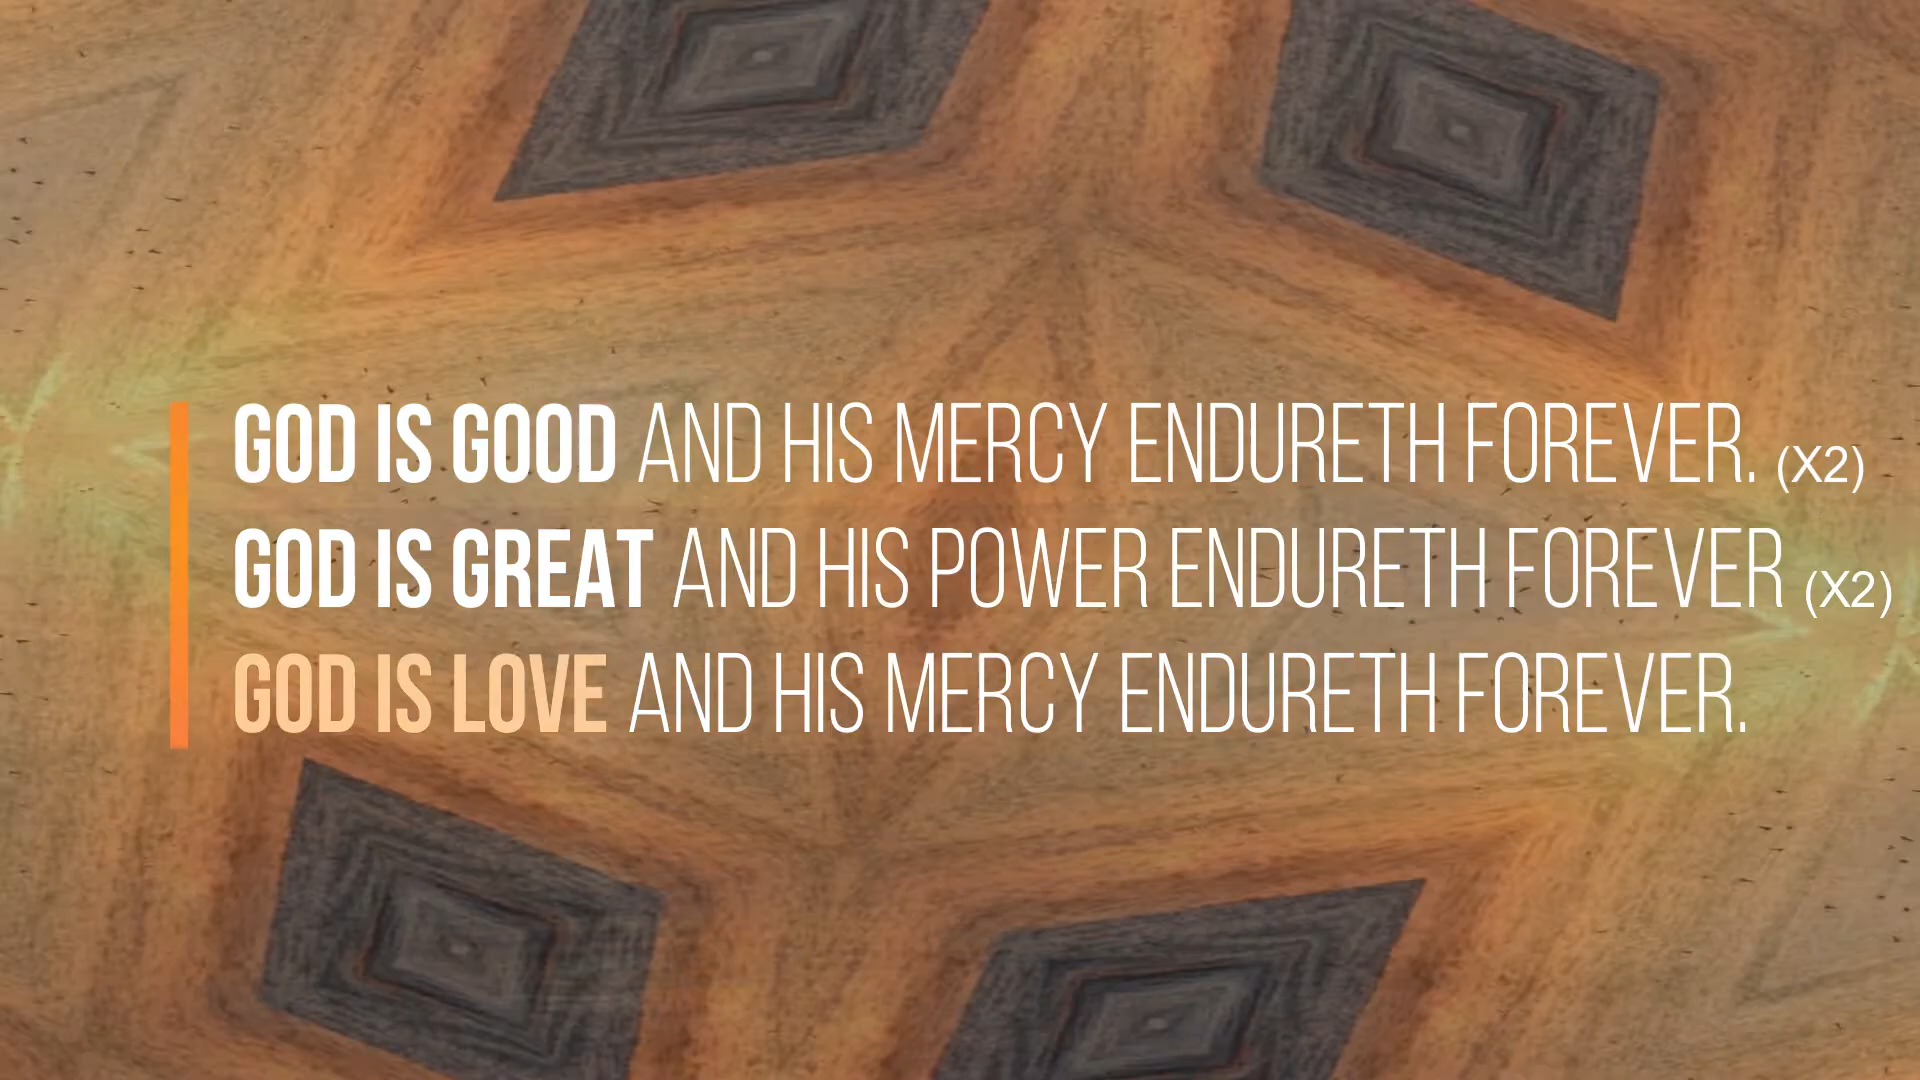 GOD IS GOOD AND HIS MERCY ENDURETH FOREVER. (X2)
GOD IS GREAT AND HIS POWER ENDURETH FOREVER (X2)
GOD IS LOVE AND HIS MERCY ENDURETH FOREVER.